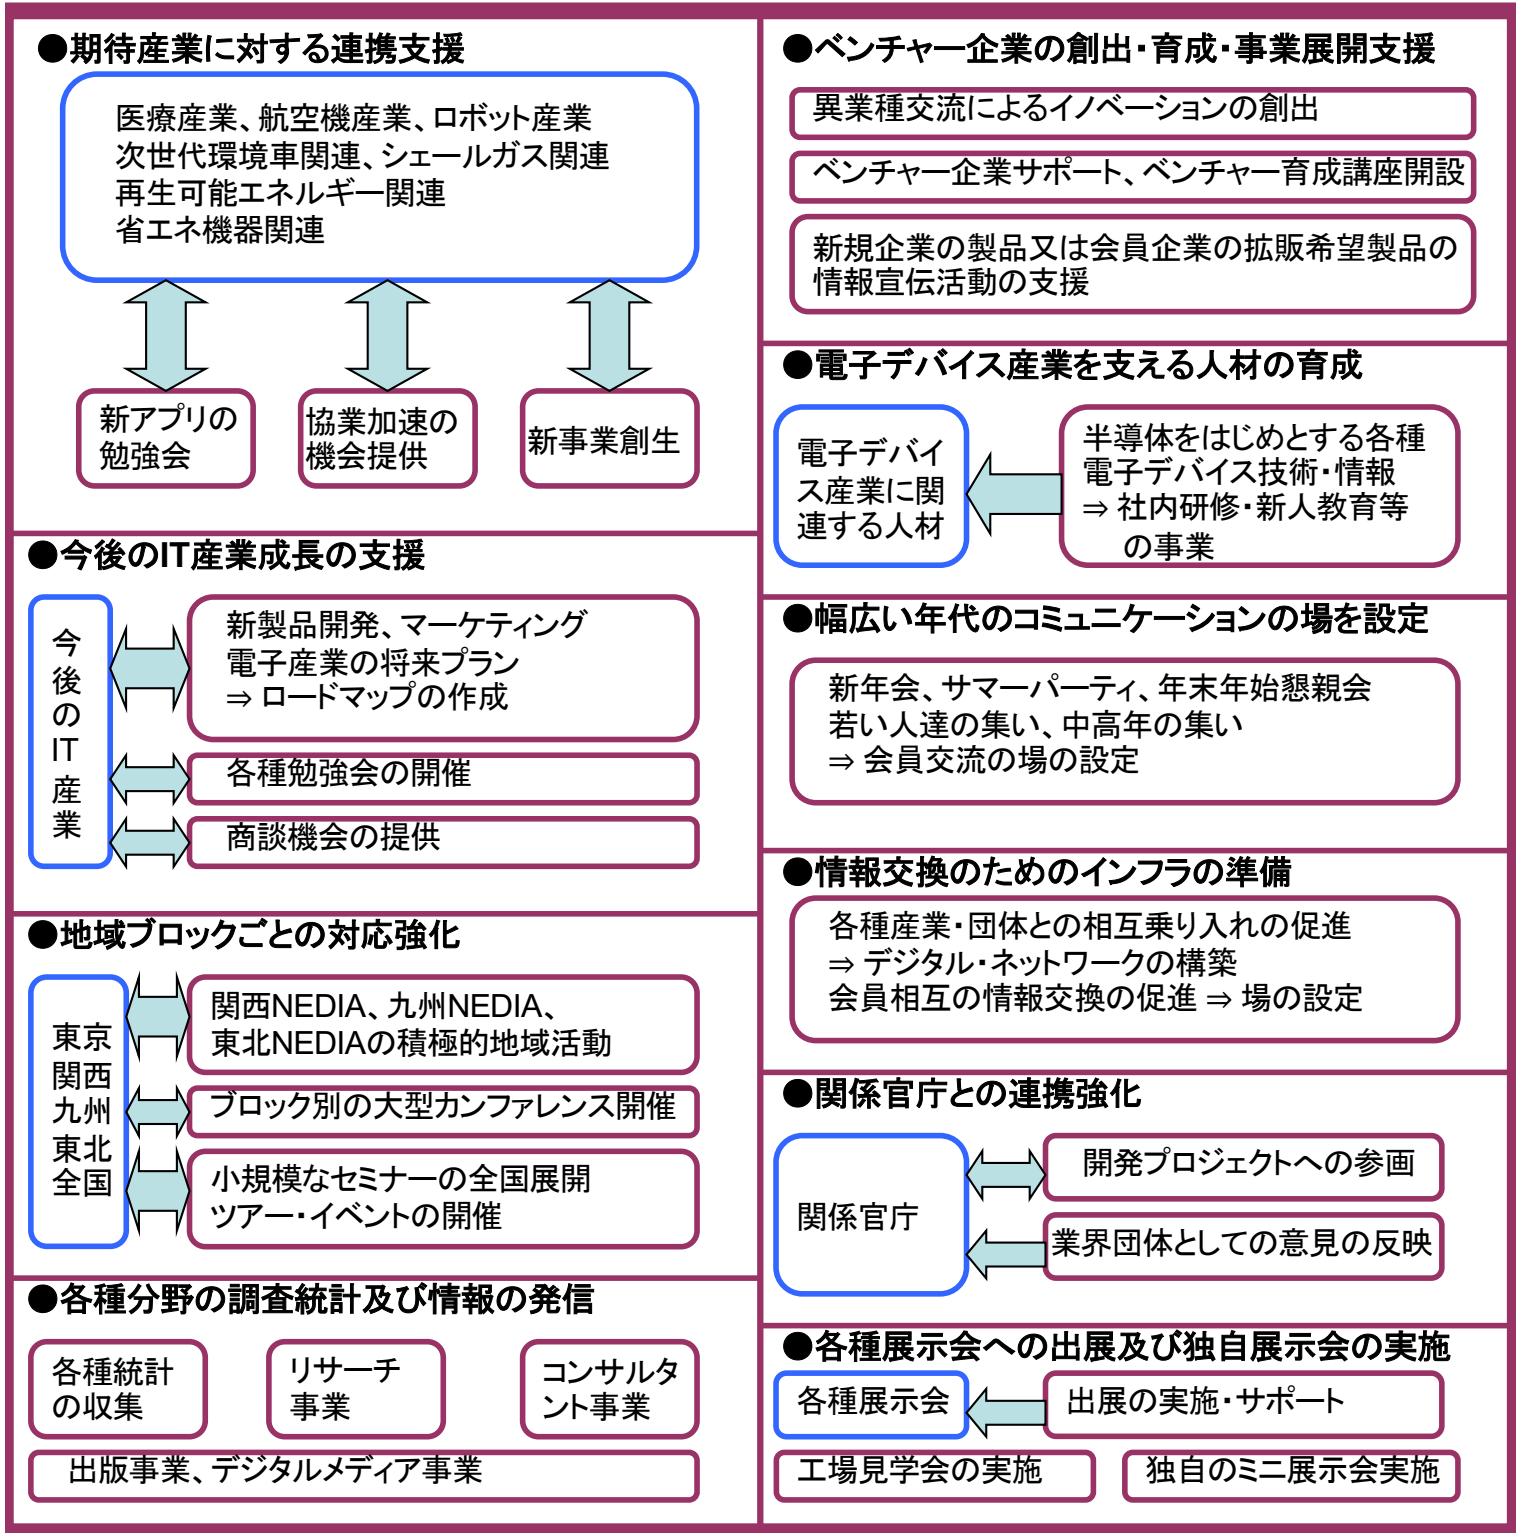 ●期待産業に対する連携支援
医療産業、航空機産業、ロボット産業
次世代環境車関連、シェールガス関連
再生可能エネルギー関連
省エネ機器関連
新アプリの
勉強会
協業加速の
機会提供
新事業創生
●今後のIT産業成長の支援
今
後
の
IT
産
業
新製品開発、マーケティング
電子産業の将来プラン
⇒ ロードマップの作成
各種勉強会の開催
商談機会の提供
●地域ブロックごとの対応強化
東京
関西
九州
東北
全国
関西NEDIA、九州NEDIA、
東北NEDIAの積極的地域活動
ブロック別の大型カンファレンス開催
小規模なセミナーの全国展開
ツアー・イベントの開催
●各種分野の調査統計及び情報の発信
各種統計
の収集
リサーチ
事業
コンサルタ
ント事業
出版事業、デジタルメディア事業
●ベンチャー企業の創出・育成・事業展開支援
異業種交流によるイノベーションの創出
ベンチャー企業サポート、ベンチャー育成講座開設
新規企業の製品又は会員企業の拡販希望製品の
情報宣伝活動の支援
●電子デバイス産業を支える人材の育成
電子デバイ
ス産業に関
連する人材
半導体をはじめとする各種
電子デバイス技術・情報
⇒ 社内研修・新人教育等
の事業
●幅広い年代のコミュニケーションの場を設定
新年会、サマーパーティ、年末年始懇親会
若い人達の集い、中高年の集い
⇒ 会員交流の場の設定
●情報交換のためのインフラの準備
各種産業・団体との相互乗り入れの促進
⇒ デジタル・ネットワークの構築
会員相互の情報交換の促進 ⇒ 場の設定
●関係官庁との連携強化
関係官庁
開発プロジェクトへの参画
業界団体としての意見の反映
●各種展示会への出展及び独自展示会の実施
各種展示会
出展の実施・サポート
工場見学会の実施
独自のミニ展示会実施